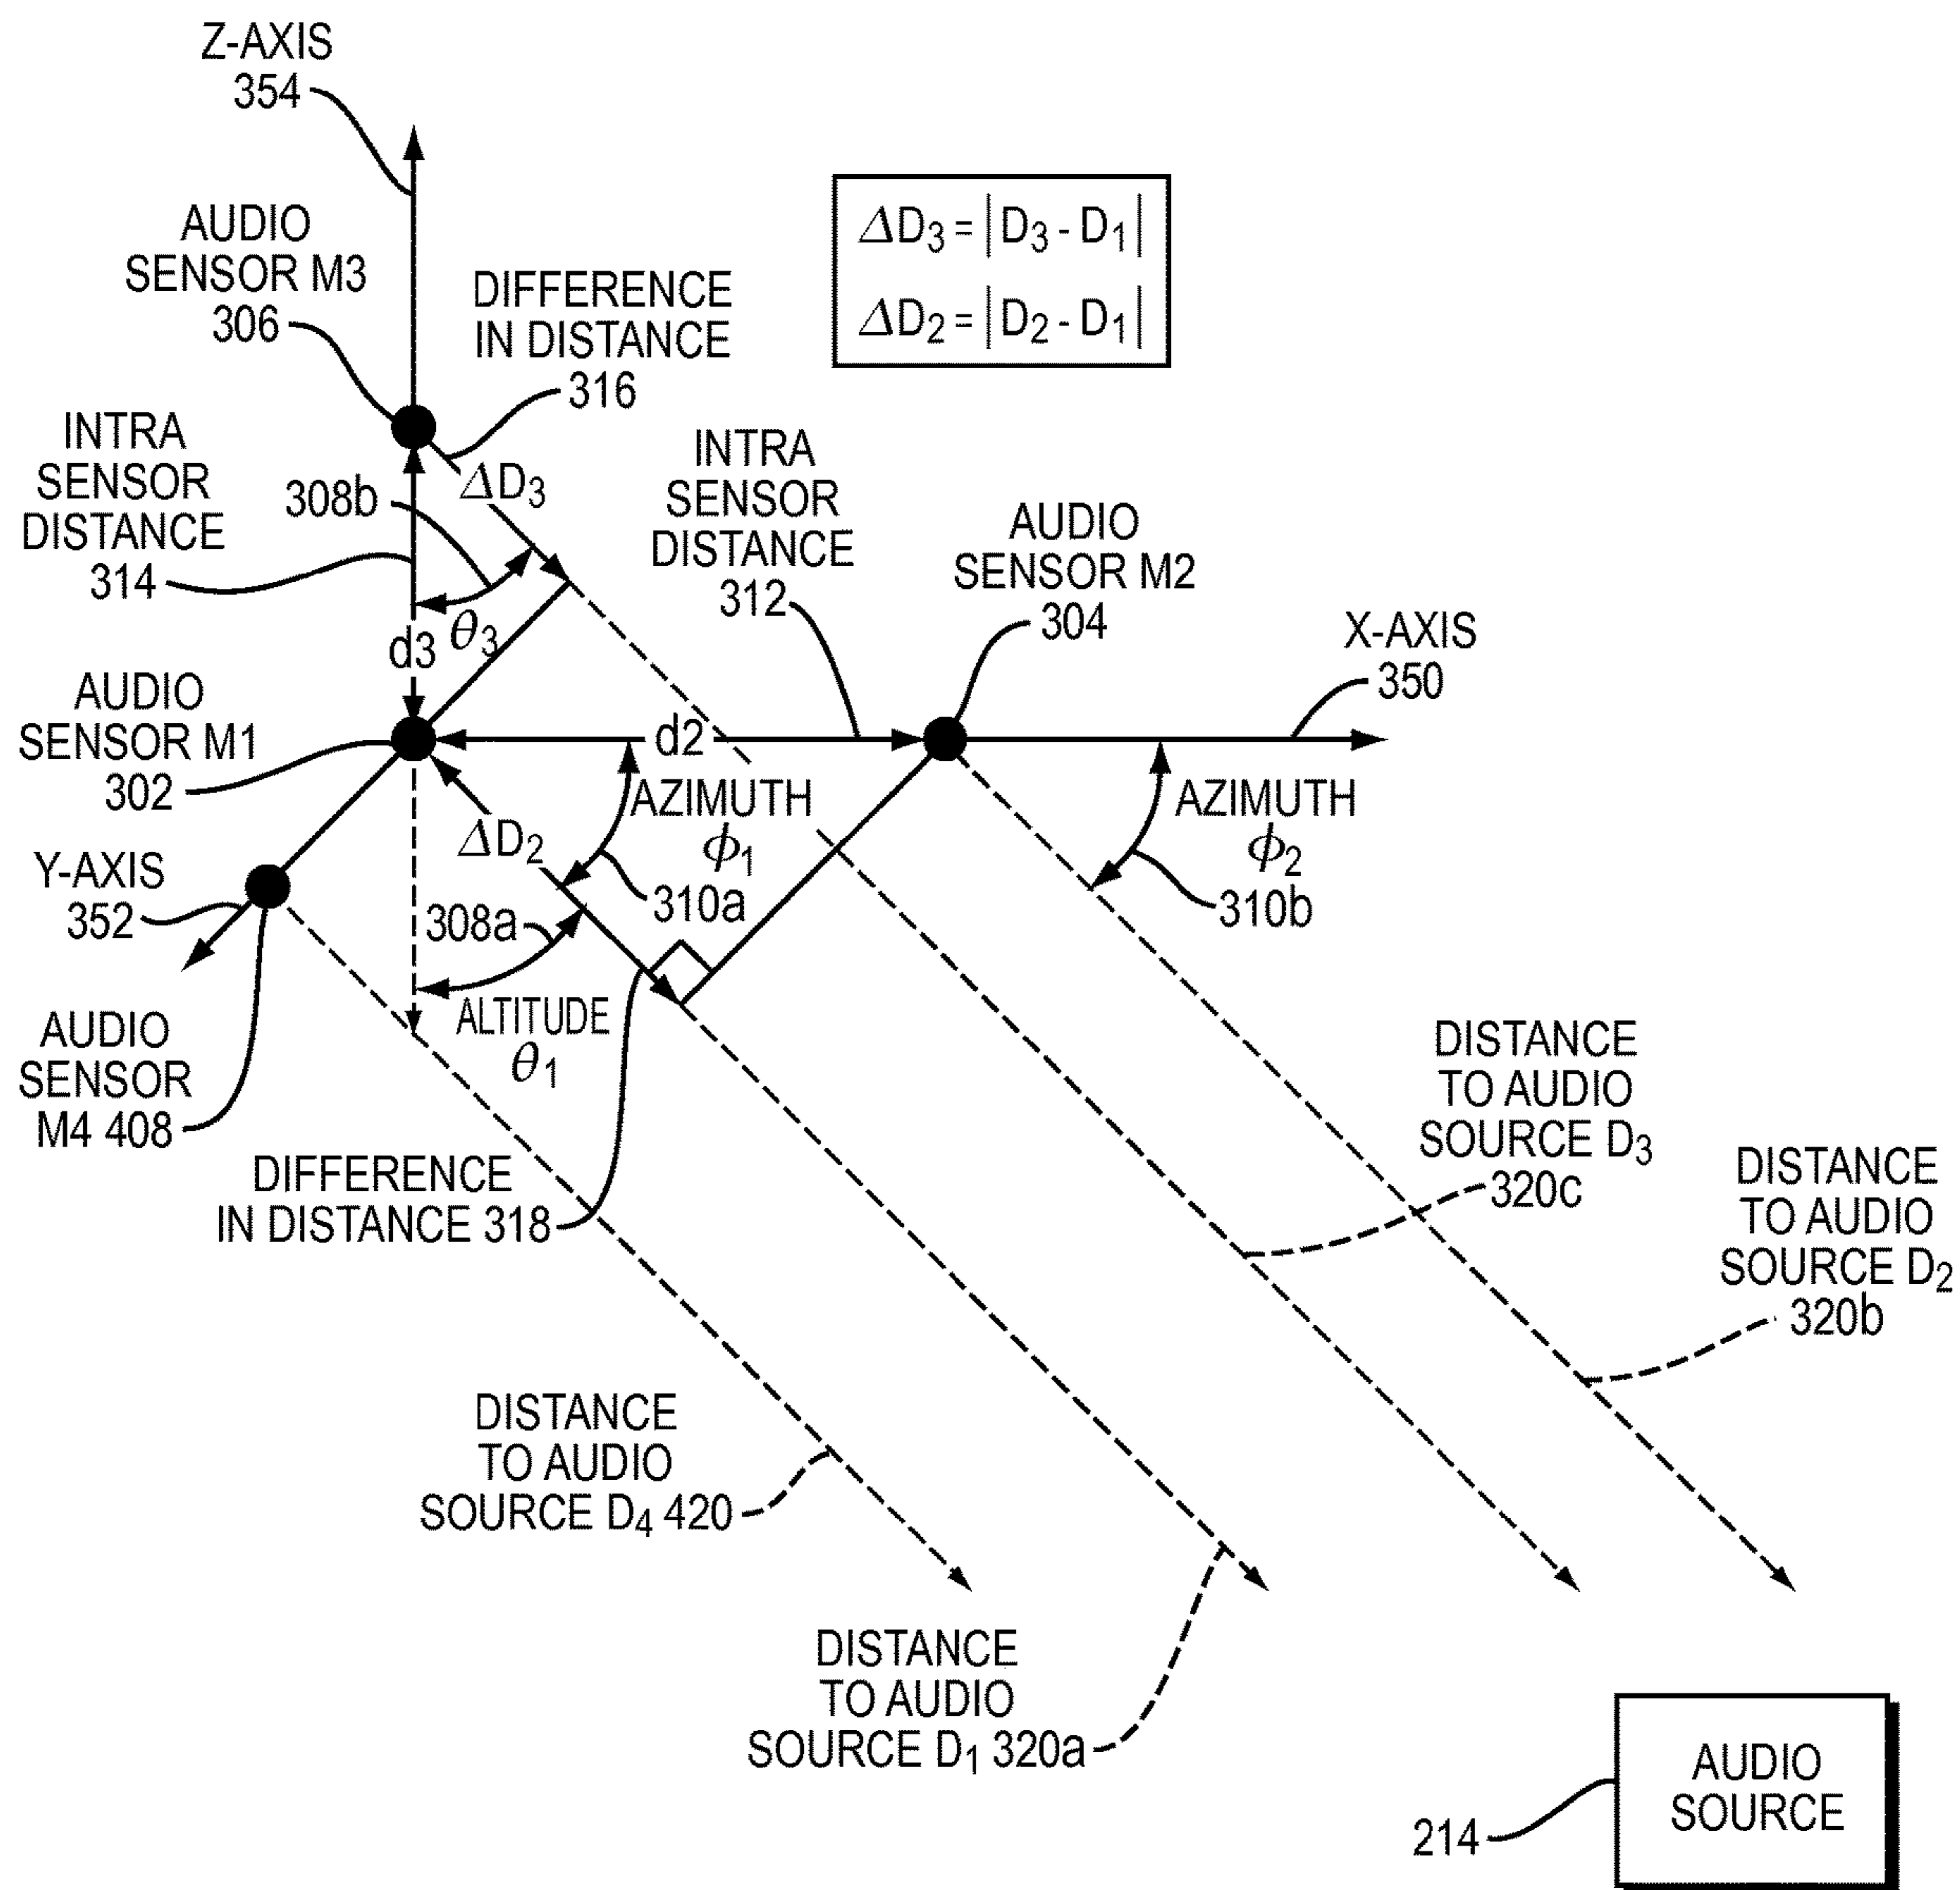 Z-AXIS
354
AUDIO
SENSOR M3
306
DIFFERENCE
IN DISTANCE
316
ΔD₃ = |D₃ - D₁|
ΔD₂ = |D₂ - D₁|
INTRA
SENSOR
DISTANCE
314
308b
ΔD₃
θ₃
d3
INTRA
SENSOR
DISTANCE
312
AUDIO
SENSOR M2
304
X-AXIS
350
AUDIO
SENSOR M1
302
d2
ΔD₂
AZIMUTH
ϕ₁
310a
AZIMUTH
ϕ₂
310b
Y-AXIS
352
308a
ALTITUDE
θ₁
AUDIO
SENSOR
M4 408
DIFFERENCE
IN DISTANCE 318
DISTANCE
TO AUDIO
SOURCE D₃
320c
DISTANCE
TO AUDIO
SOURCE D₂
320b
DISTANCE
TO AUDIO
SOURCE D₄ 420
DISTANCE
TO AUDIO
SOURCE D₁ 320a
AUDIO
SOURCE
214